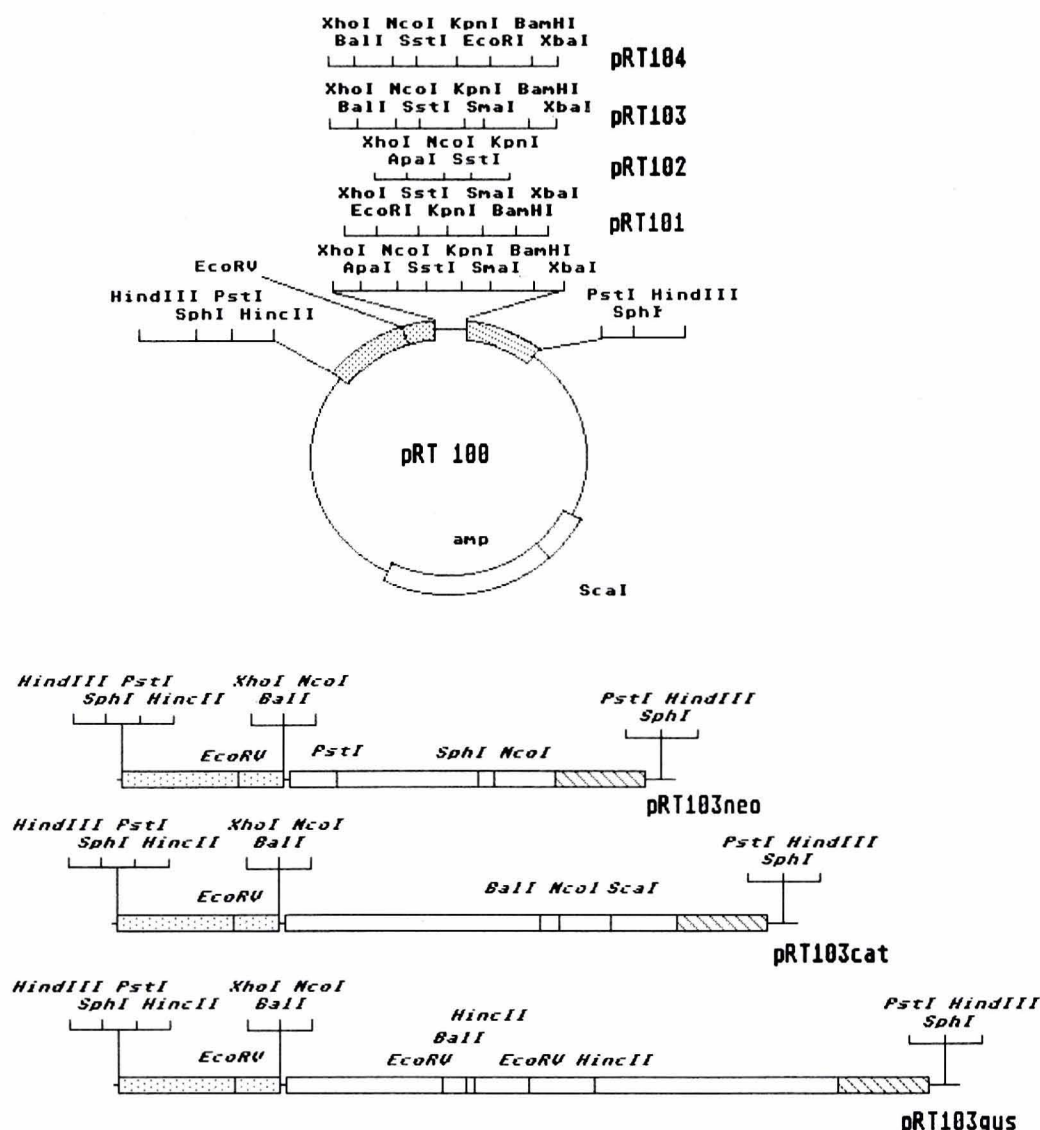 XhoI NcoI KpnI BamHI
BalI SstI EcoRI XbaI
pRT104
XhoI NcoI KpnI BamHI
BalI SstI SmaI XbaI
pRT103
XhoI NcoI KpnI
ApaI SstI
pRT102
XhoI SstI SmaI XbaI
EcoRI KpnI BamHI
pRT101
XhoI NcoI KpnI BamHI
ApaI SstI SmaI XbaI
EcoRV
HindIII PstI
SphI HincII
PstI HindIII
SphI
pRT 100
amp
ScaI
HindIII PstI
SphI HincII
XhoI NcoI
BalI
PstI HindIII
SphI
EcoRV
PstI
SphI NcoI
pRT103neo
HindIII PstI
SphI HincII
XhoI NcoI
BalI
PstI HindIII
SphI
EcoRV
BalI NcoI ScaI
pRT103cat
HindIII PstI
SphI HincII
XhoI NcoI
BalI
HincII
BalI
PstI HindIII
SphI
EcoRV
EcoRV
EcoRV HincII
pRT103gus